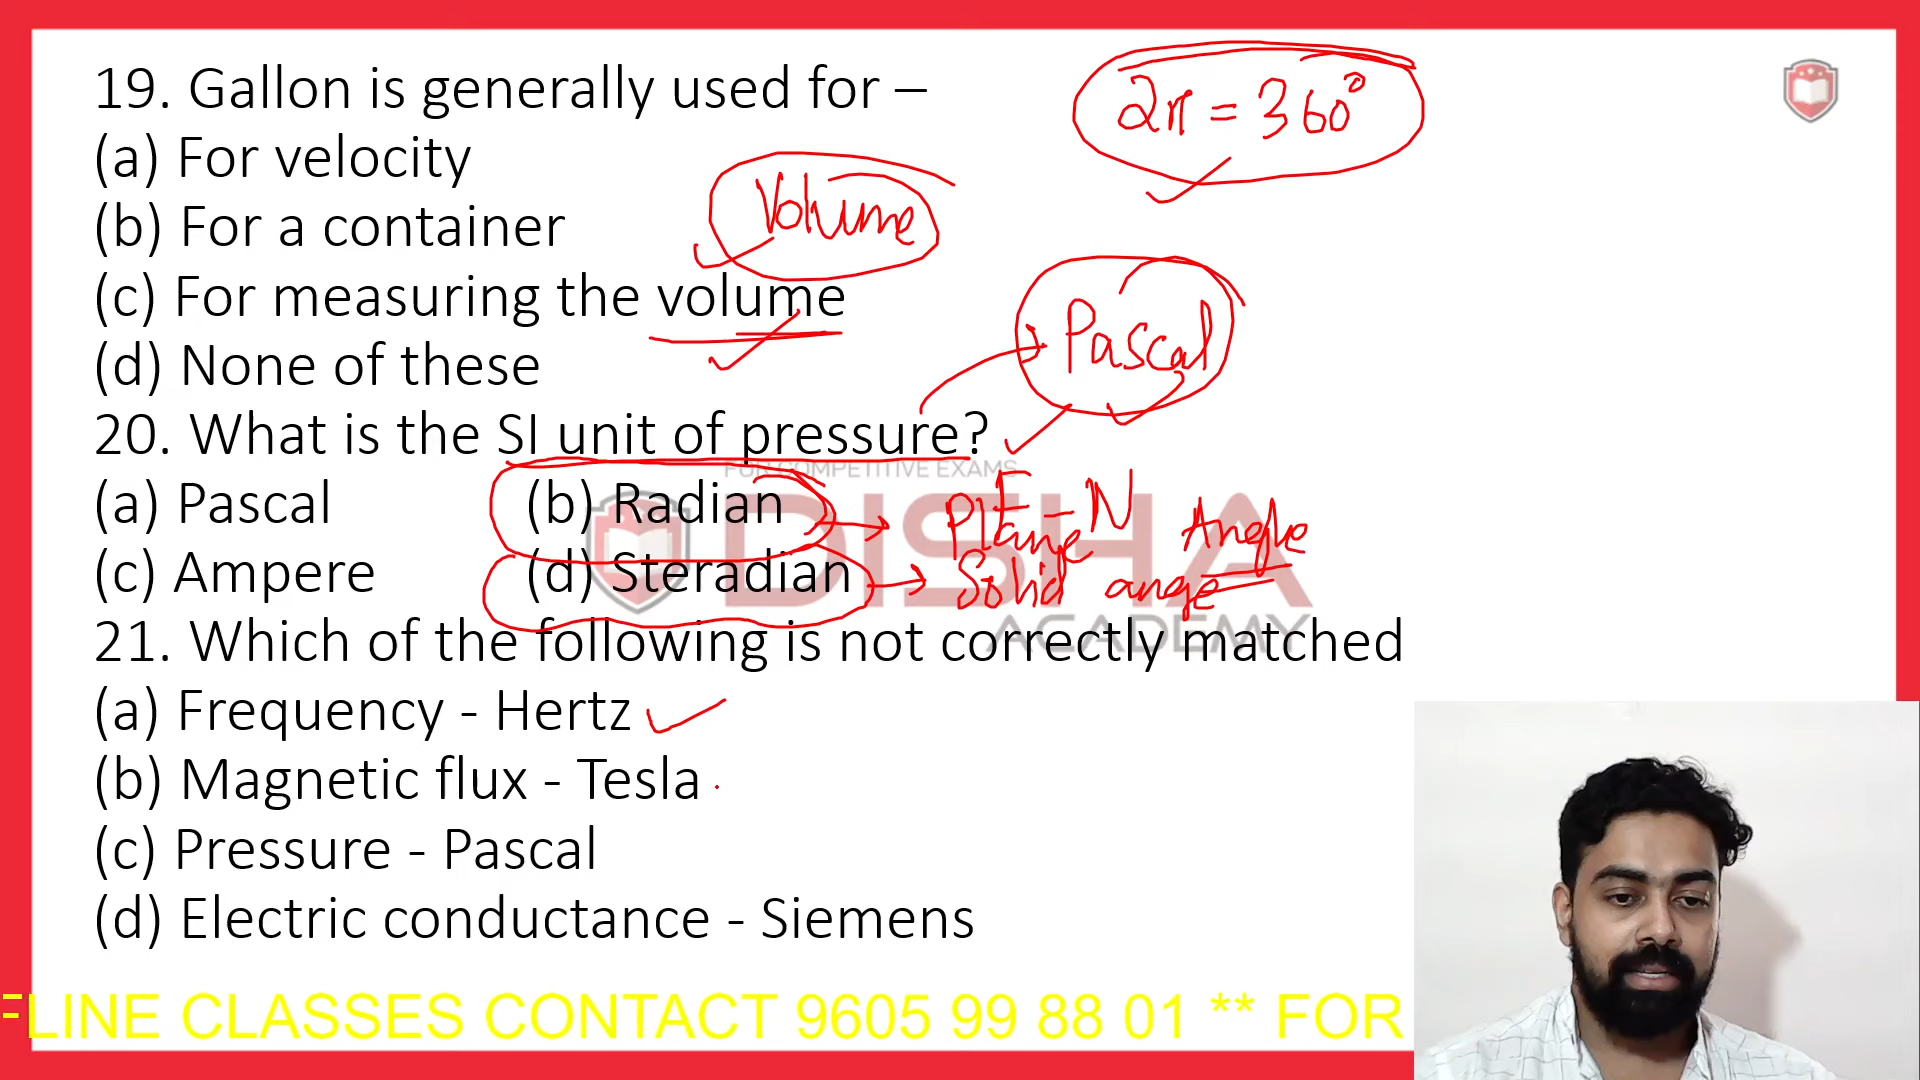 19. Gallon is generally used for –
2π = 360°
(a) For velocity
Volume
(b) For a container
(c) For measuring the volume
Pascal
(d) None of these
20. What is the SI unit of pressure?
FOR COMPETITIVE EXAMS
(a) Pascal (b) Radian
Plane Angle
N
DISHA
(c) Ampere (d) Steradian
Solid ange
ACADEMY
21. Which of the following is not correctly matched
(a) Frequency - Hertz
(b) Magnetic flux - Tesla
(c) Pressure - Pascal
(d) Electric conductance - Siemens
LINE CLASSES CONTACT 9605 99 88 01 ** FOR